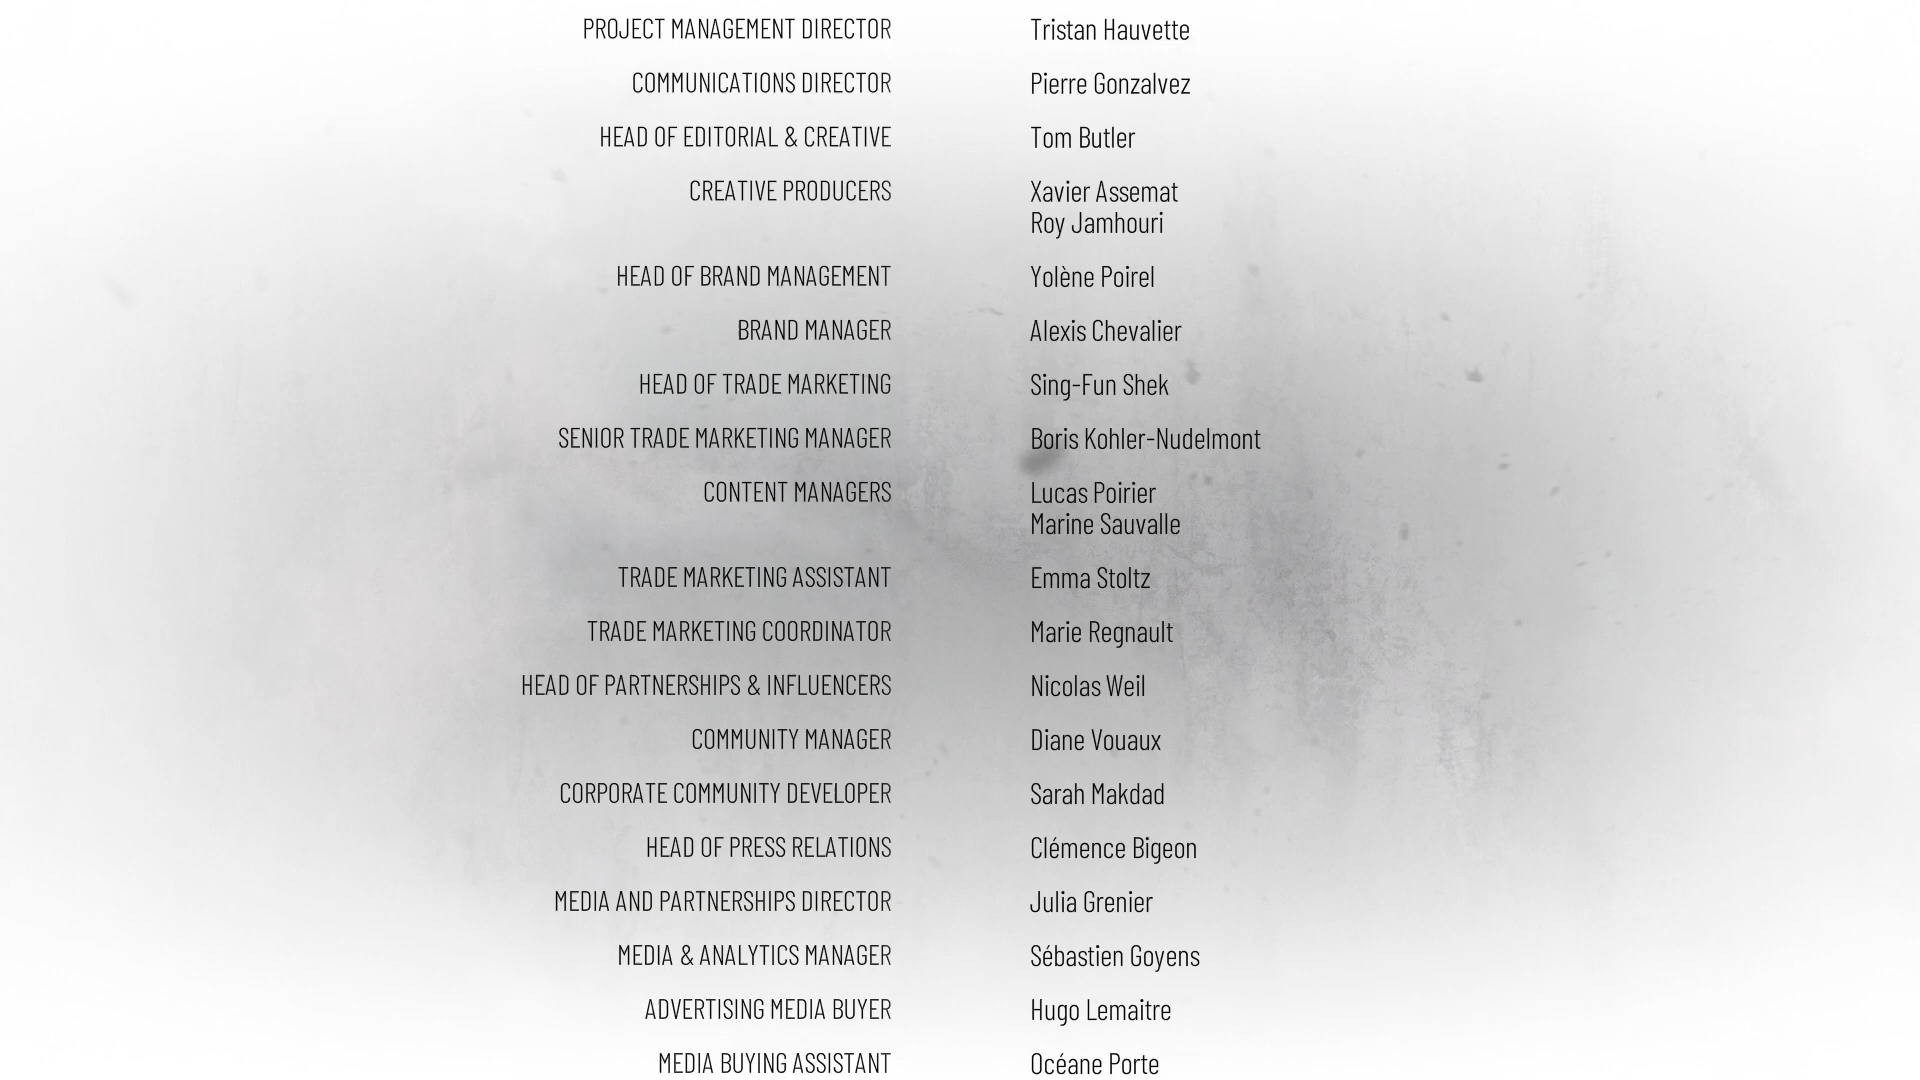 PROJECT MANAGEMENT DIRECTOR Tristan Hauvette
COMMUNICATIONS DIRECTOR Pierre Gonzalvez
HEAD OF EDITORIAL & CREATIVE Tom Butler
CREATIVE PRODUCERS Xavier Assemat
Roy Jamhouri
HEAD OF BRAND MANAGEMENT Yolène Poirel
BRAND MANAGER Alexis Chevalier
HEAD OF TRADE MARKETING Sing-Fun Shek
SENIOR TRADE MARKETING MANAGER Boris Kohler-Nudelmont
CONTENT MANAGERS Lucas Poirier
Marine Sauvalle
TRADE MARKETING ASSISTANT Emma Stoltz
TRADE MARKETING COORDINATOR Marie Regnault
HEAD OF PARTNERSHIPS & INFLUENCERS Nicolas Weil
COMMUNITY MANAGER Diane Vouaux
CORPORATE COMMUNITY DEVELOPER Sarah Makdad
HEAD OF PRESS RELATIONS Clémence Bigeon
MEDIA AND PARTNERSHIPS DIRECTOR Julia Grenier
MEDIA & ANALYTICS MANAGER Sébastien Goyens
ADVERTISING MEDIA BUYER Hugo Lemaitre
MEDIA BUYING ASSISTANT Océane Porte